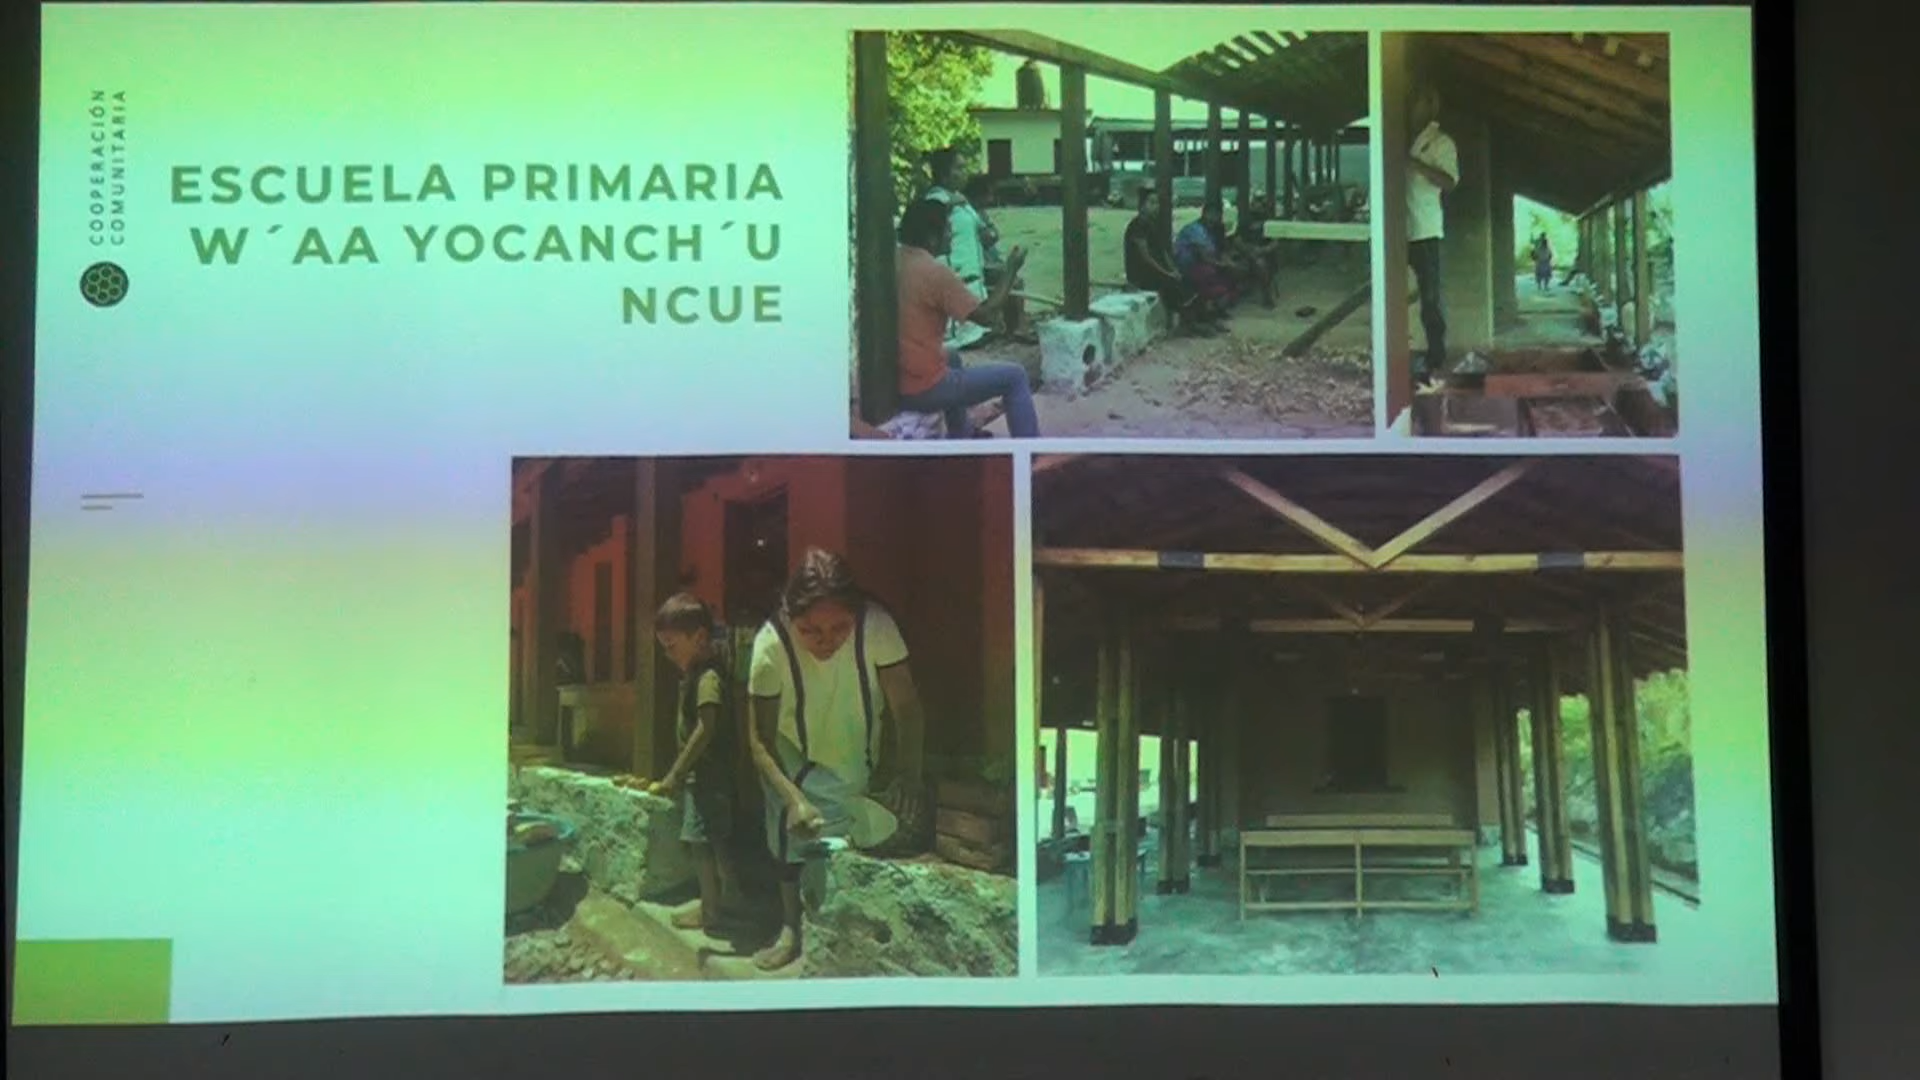 COOPERACIÓN
COMUNITARIA
ESCUELA PRIMARIA
W´AA YOCANCH´U
NCUE